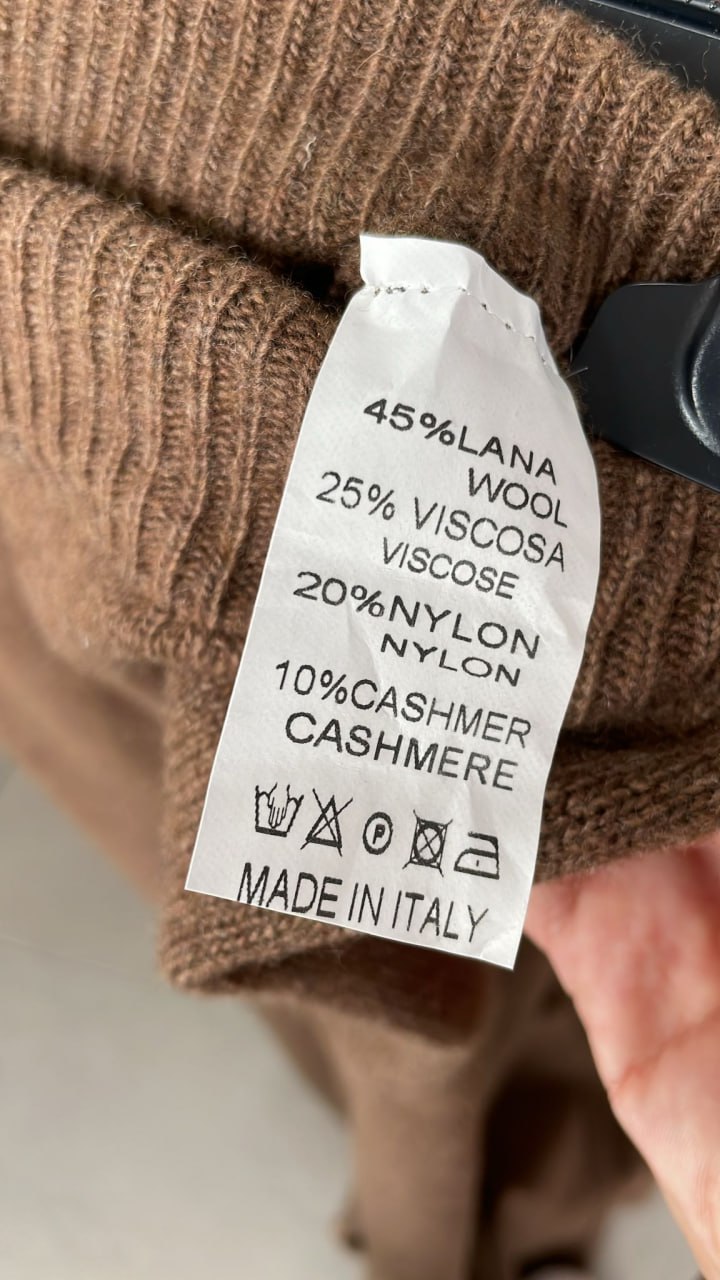 45%LANA
WOOL
25% VISCOSA
VISCOSE
20%NYLON
NYLON
10%CASHMER
CASHMERE
P
MADE IN ITALY